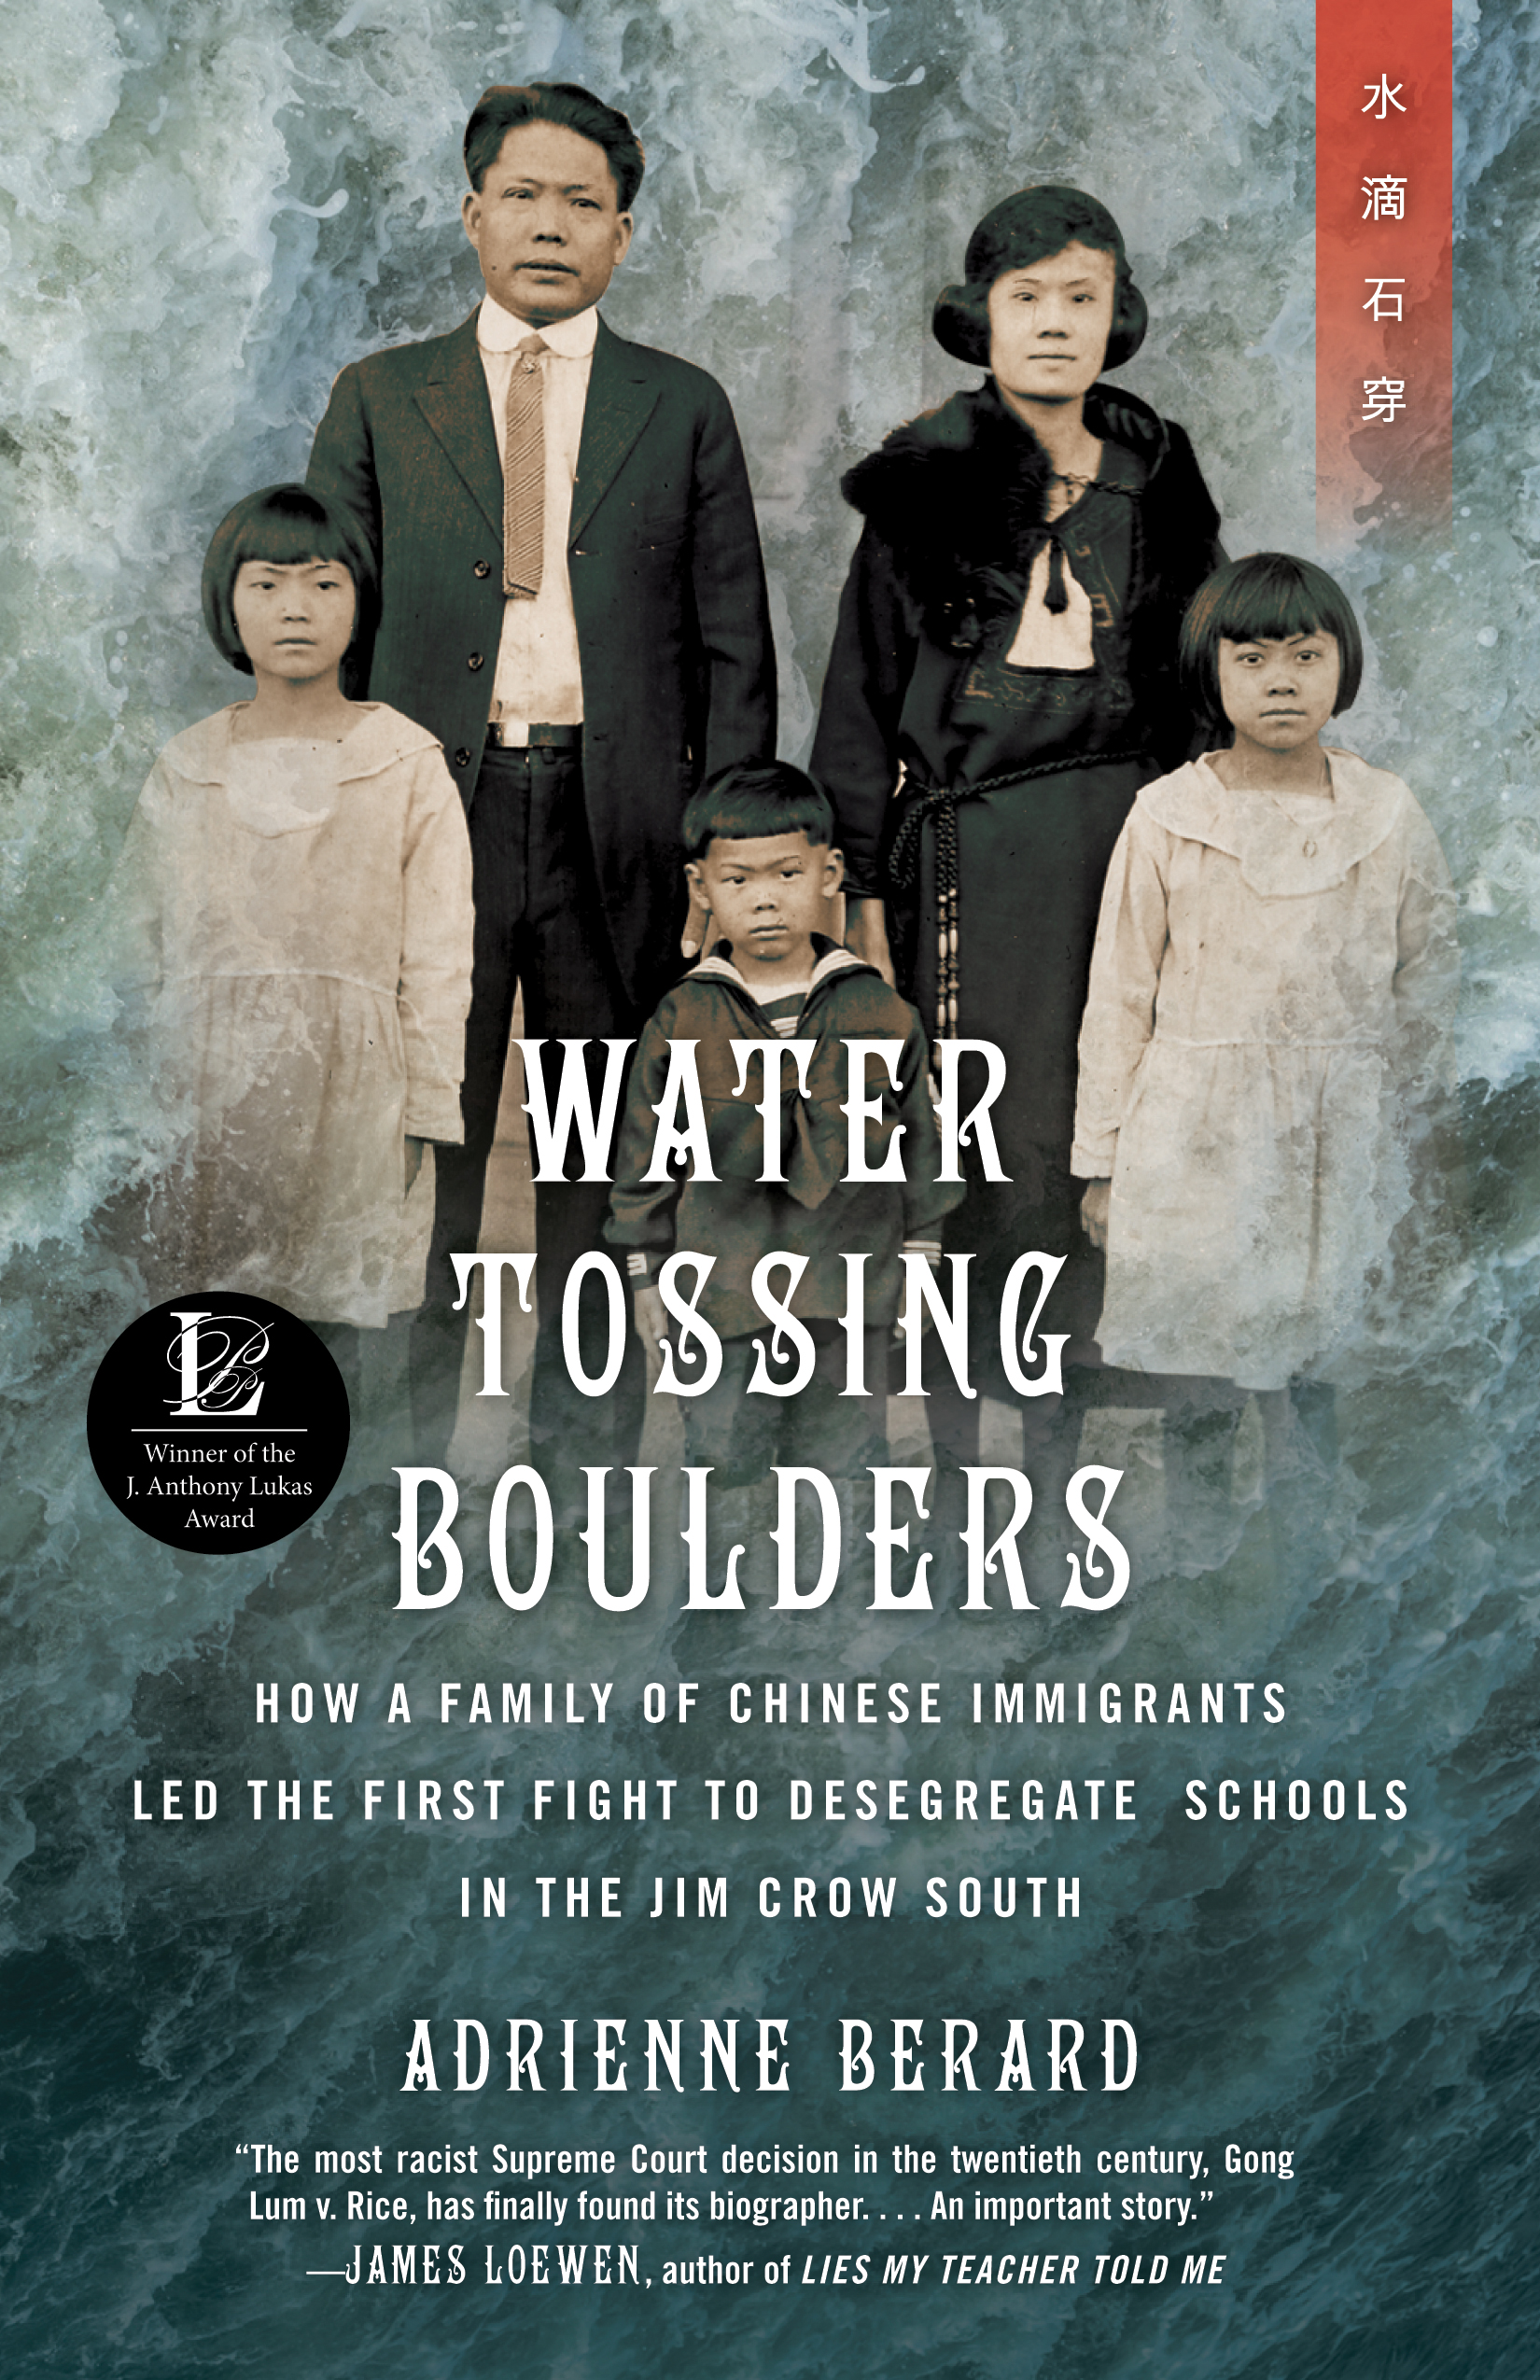 水
滴
石
穿
WATER
TOSSING
BOULDERS
Winner of the
J. Anthony Lukas
Award
HOW A FAMILY OF CHINESE IMMIGRANTS
LED THE FIRST FIGHT TO DESEGREGATE SCHOOLS
IN THE JIM CROW SOUTH
ADRIENNE BERARD
“The most racist Supreme Court decision in the twentieth century, Gong
Lum v. Rice, has finally found its biographer. . . . An important story.”
—JAMES LOEWEN, author of LIES MY TEACHER TOLD ME